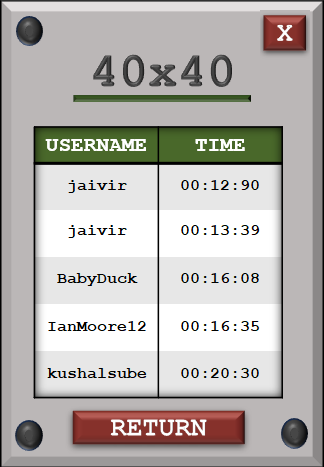 X
40x40
USERNAME TIME
jaivir 00:12:90
jaivir 00:13:39
BabyDuck 00:16:08
IanMoore12 00:16:35
kushalsube 00:20:30
RETURN